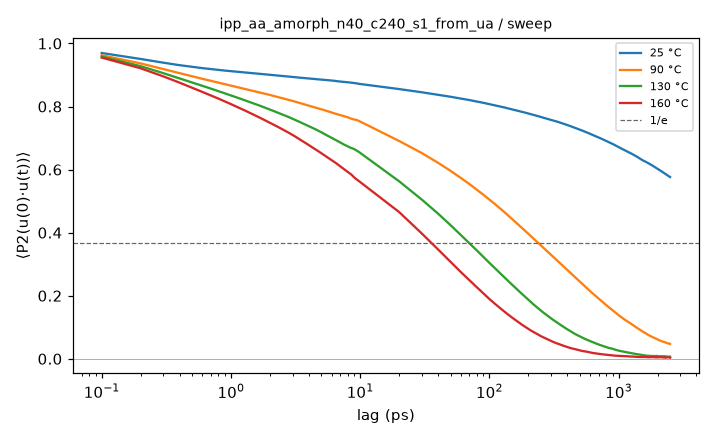 ipp_aa_amorph_n40_c240_s1_from_ua / sweep
⟨P2(u(0)·u(t))⟩
1.0
0.8
0.6
0.4
0.2
0.0
25 °C
90 °C
130 °C
160 °C
1/e
10⁻¹
10⁰
10¹
10²
10³
lag (ps)